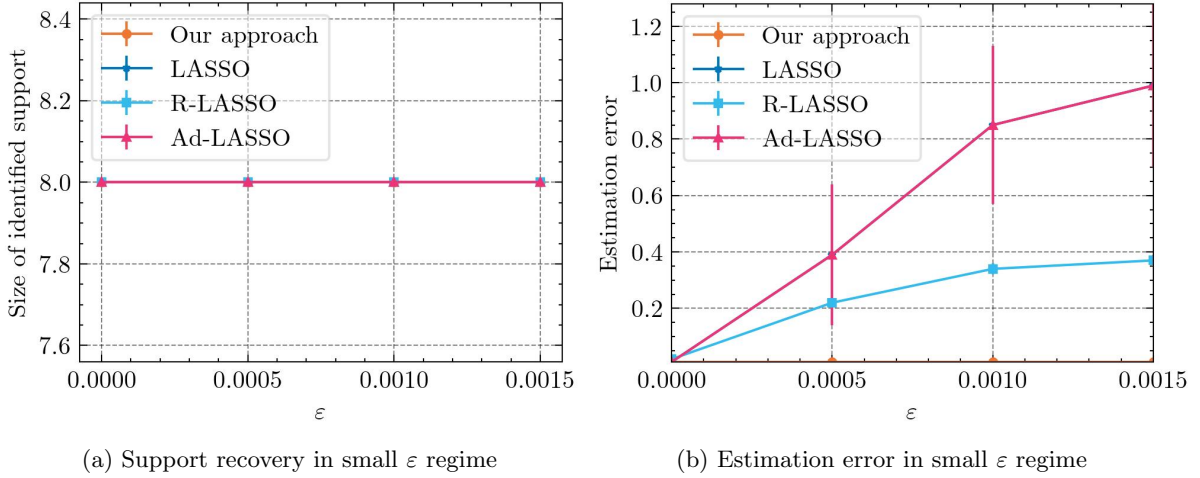 Size of identified support
8.4
8.2
8.0
7.8
7.6
Our approach
LASSO
R-LASSO
Ad-LASSO
0.0000 0.0005 0.0010 0.0015
ε
(a) Support recovery in small ε regime
Estimation error
1.2
1.0
0.8
0.6
0.4
0.2
Our approach
LASSO
R-LASSO
Ad-LASSO
0.0000 0.0005 0.0010 0.0015
ε
(b) Estimation error in small ε regime